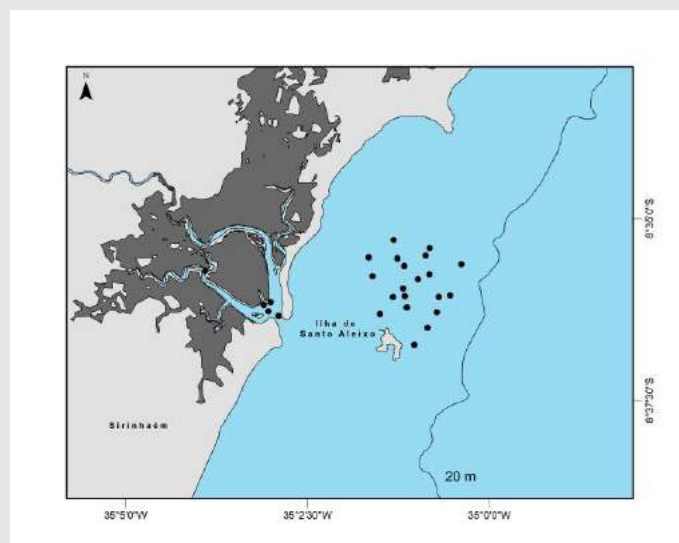 N
8°35'0"S
Ilha de
Santo Aleixo
8°37'30"S
Sirinhaém
20 m
35°5'0"W
35°2'30"W
35°0'0"W